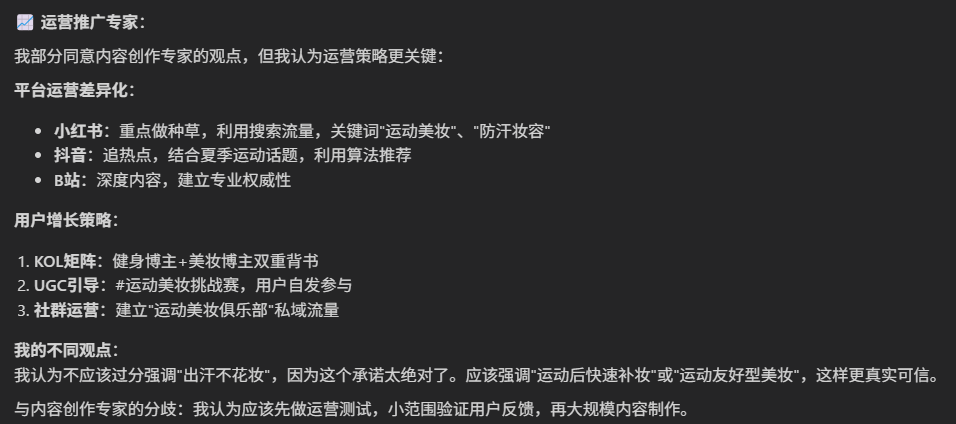 📈 运营推广专家：
我部分同意内容创作专家的观点，但我认为运营策略更关键：
平台运营差异化：
• 小红书：重点做种草，利用搜索流量，关键词"运动美妆"、"防汗妆容"
• 抖音：追热点，结合夏季运动话题，利用算法推荐
• B站：深度内容，建立专业权威性
用户增长策略：
1. KOL矩阵：健身博主+美妆博主双重背书
2. UGC引导：#运动美妆挑战赛，用户自发参与
3. 社群运营：建立"运动美妆俱乐部"私域流量
我的不同观点：
我认为不应该过分强调"出汗不花妆"，因为这个承诺太绝对了。应该强调"运动后快速补妆"或"运动友好型美妆"，这样更真实可信。
与内容创作专家的分歧：我认为应该先做运营测试，小范围验证用户反馈，再大规模内容制作。